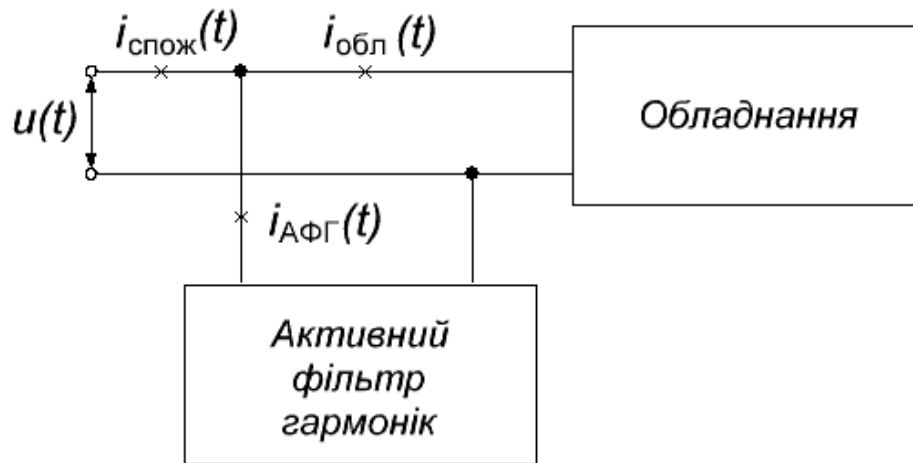 iспож(t) iобл (t)
u(t)
Обладнання
iАФГ(t)
Активний
фільтр
гармонік